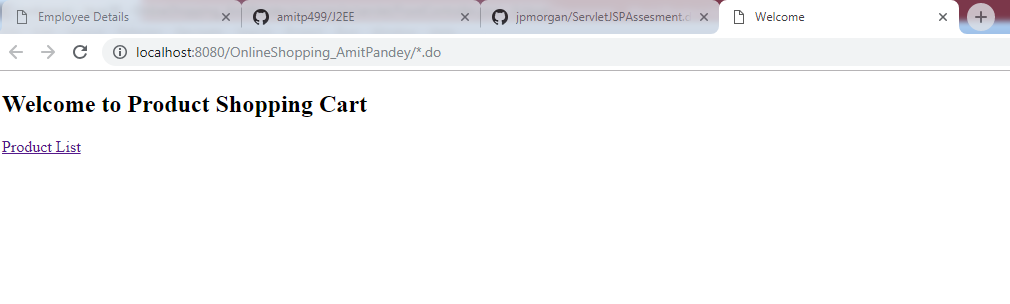 Employee Details
amitp499/J2EE
jpmorgan/ServletJSPAssesment.d
Welcome
localhost:8080/OnlineShopping_AmitPandey/*.do
Welcome to Product Shopping Cart
Product List